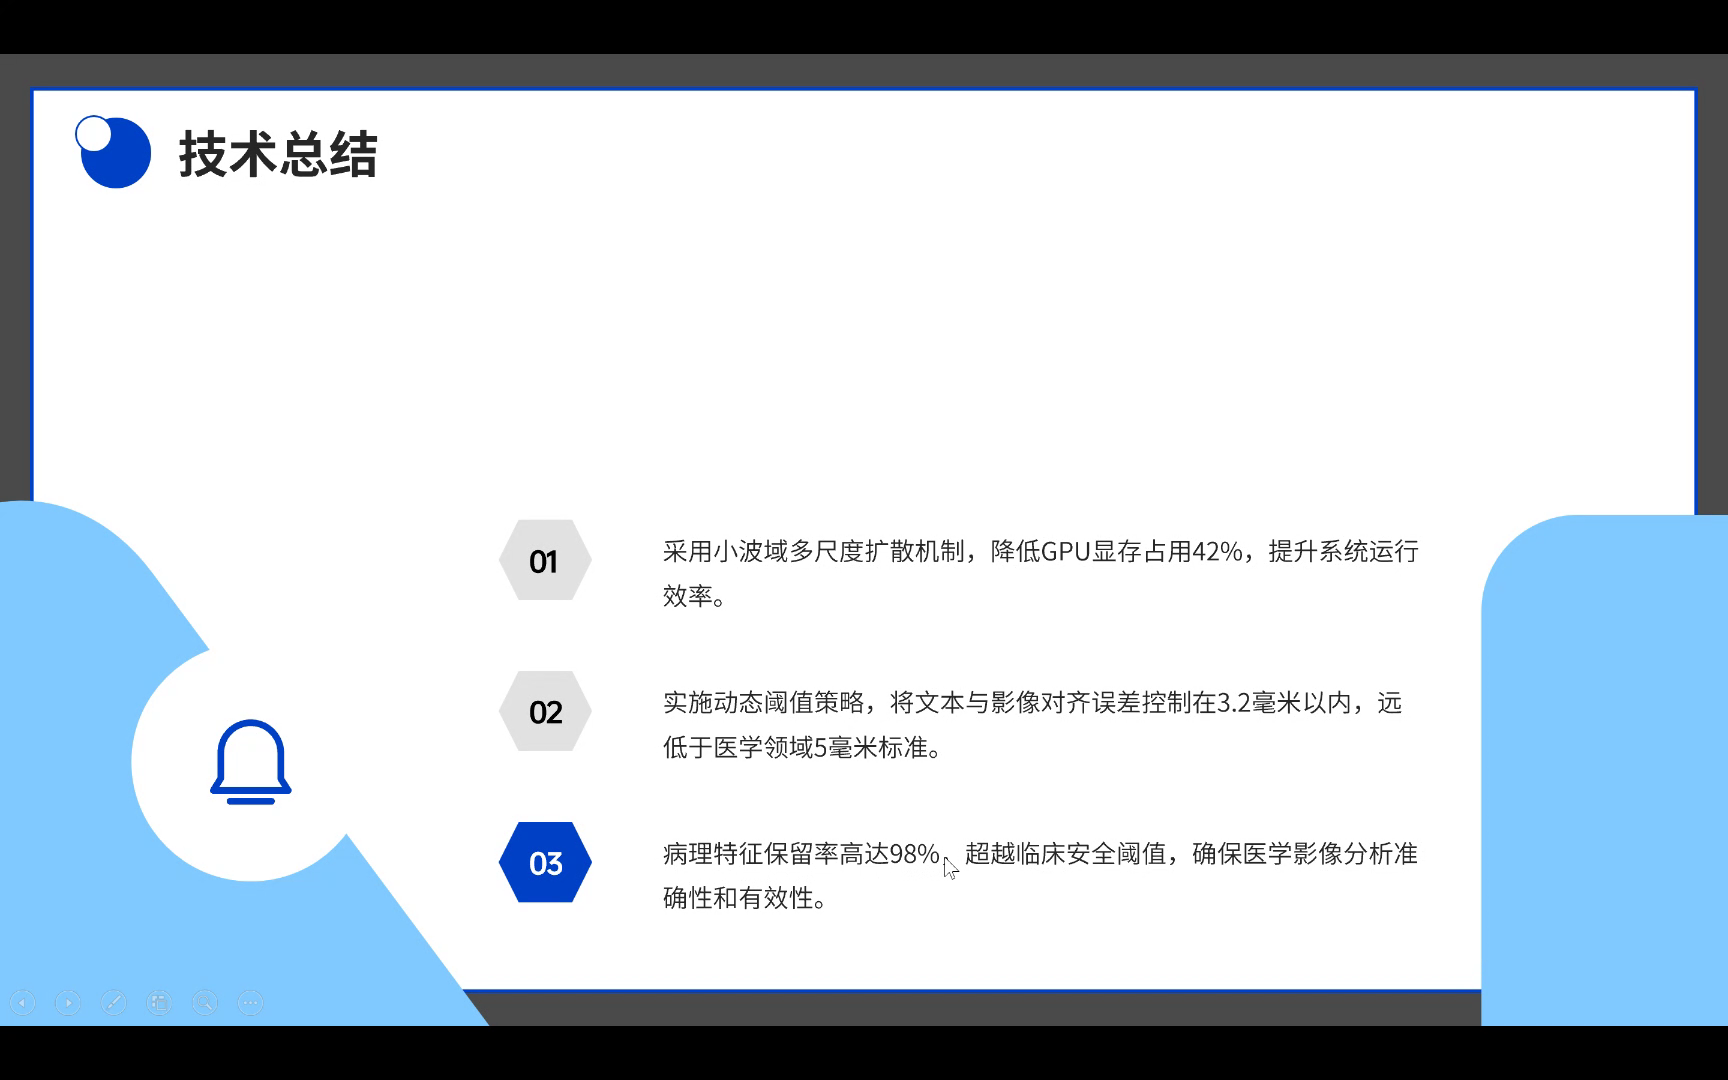 技术总结
01
采用小波域多尺度扩散机制，降低GPU显存占用42%，提升系统运行
效率。
02
实施动态阈值策略，将文本与影像对齐误差控制在3.2毫米以内，远
低于医学领域5毫米标准。
03
病理特征保留率高达98%，超越临床安全阈值，确保医学影像分析准
确性和有效性。